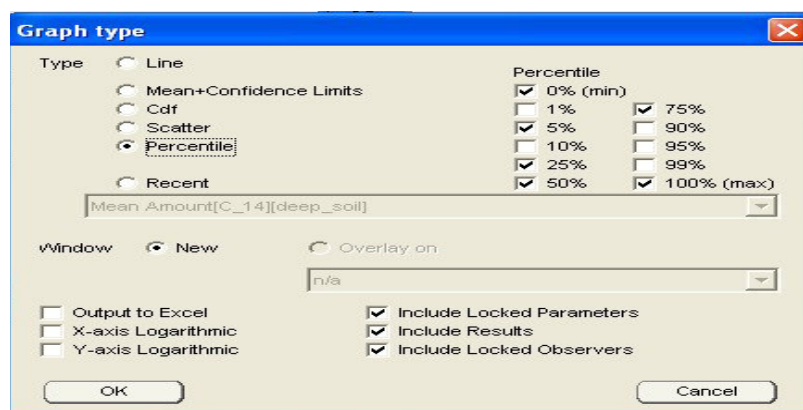 Graph type
Type
Line
Mean+Confidence Limits
Cdf
Scatter
Percentile
Recent
Percentile
0% (min)
1%
5%
10%
25%
50%
75%
90%
95%
99%
100% (max)
Mean Amount[C_14][deep_soil]
Window
New
Overlay on
n/a
Output to Excel
X-axis Logarithmic
Y-axis Logarithmic
Include Locked Parameters
Include Results
Include Locked Observers
OK
Cancel